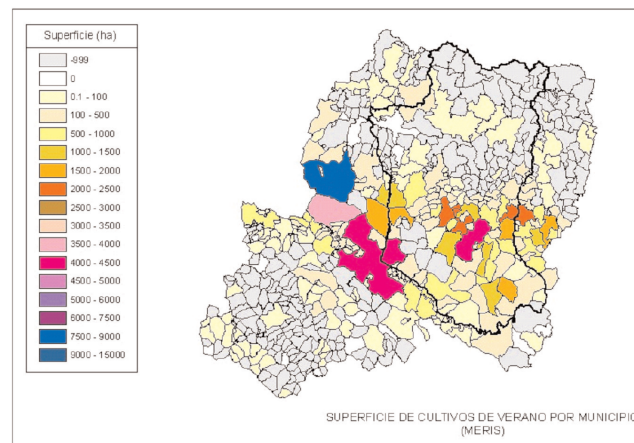 Superficie (ha)
-999
0
0.1 - 100
100 - 500
500 - 1000
1000 - 1500
1500 - 2000
2000 - 2500
2500 - 3000
3000 - 3500
3500 - 4000
4000 - 4500
4500 - 5000
5000 - 6000
6000 - 7500
7500 - 9000
9000 - 15000
SUPERFICIE DE CULTIVOS DE VERANO POR MUNICIPIO
(MERIS)